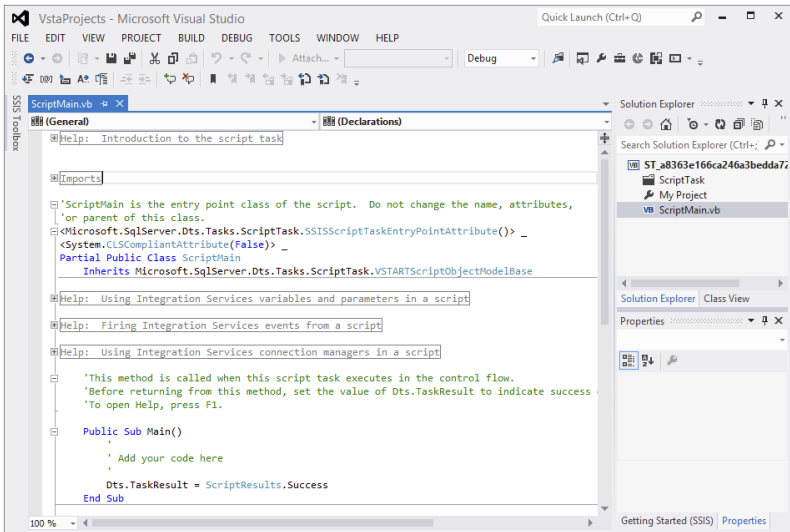 VstaProjects - Microsoft Visual Studio
Quick Launch (Ctrl+Q)
FILE EDIT VIEW PROJECT BUILD DEBUG TOOLS WINDOW HELP
Attach...
Debug
SSIS Toolbox
ScriptMain.vb
(General)
(Declarations)
Help:  Introduction to the script task
Imports
'ScriptMain is the entry point class of the script.  Do not change the name, attributes,
'or parent of this class.
<Microsoft.SqlServer.Dts.Tasks.ScriptTask.SSISScriptTaskEntryPointAttribute()> _
<System.CLSCompliantAttribute(False)> _
Partial Public Class ScriptMain
Inherits Microsoft.SqlServer.Dts.Tasks.ScriptTask.VSTARTScriptObjectModelBase
Help:  Using Integration Services variables and parameters in a script
Help:  Firing Integration Services events from a script
Help:  Using Integration Services connection managers in a script
'This method is called when this script task executes in the control flow.
'Before returning from this method, set the value of Dts.TaskResult to indicate success
'To open Help, press F1.
Public Sub Main()
'
' Add your code here
'
Dts.TaskResult = ScriptResults.Success
End Sub
100 %
Solution Explorer
Search Solution Explorer (Ctrl+;
VB ST_a8363e166ca246a3bedda72
ScriptTask
My Project
VB ScriptMain.vb
Solution Explorer Class View
Properties
Getting Started (SSIS) Properties